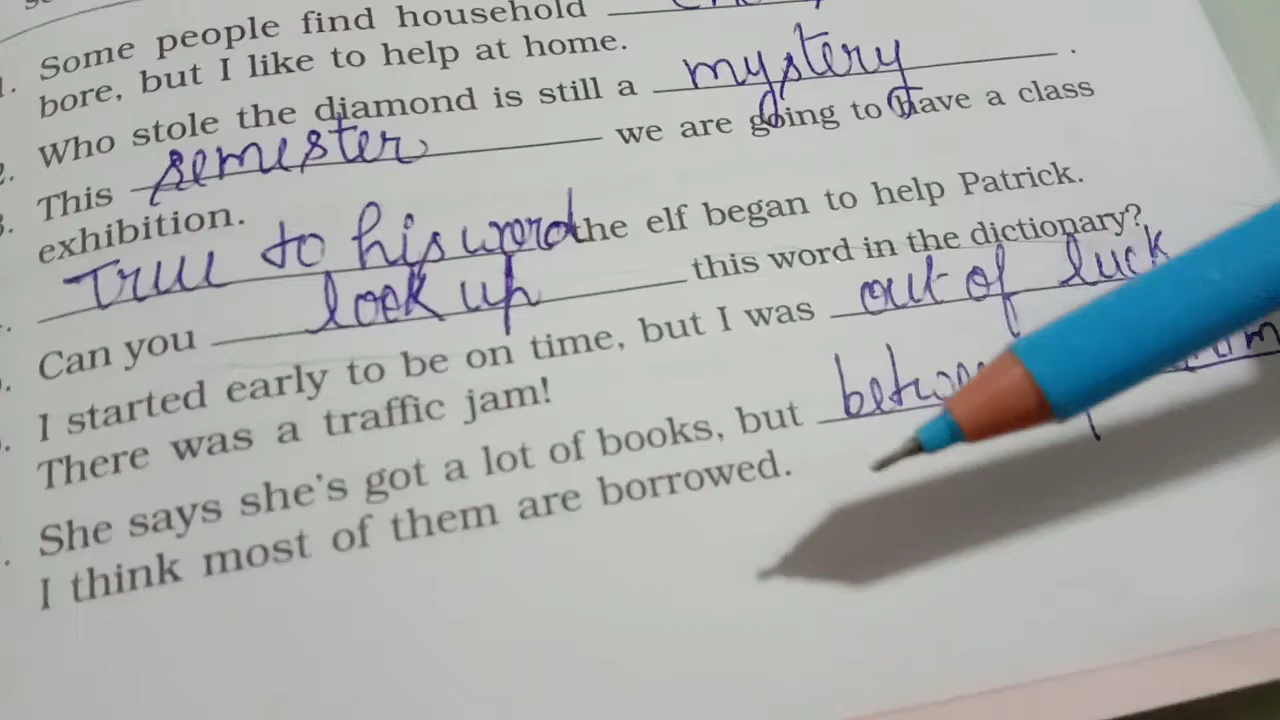 1. Some people find household
bore, but I like to help at home.
2. Who stole the diamond is still a mystery.
3. This semester we are going to have a class
exhibition.
True to his word the elf began to help Patrick.
Can you look up this word in the dictionary?
I started early to be on time, but I was out of luck
There was a traffic jam!
She says she's got a lot of books, but
I think most of them are borrowed.